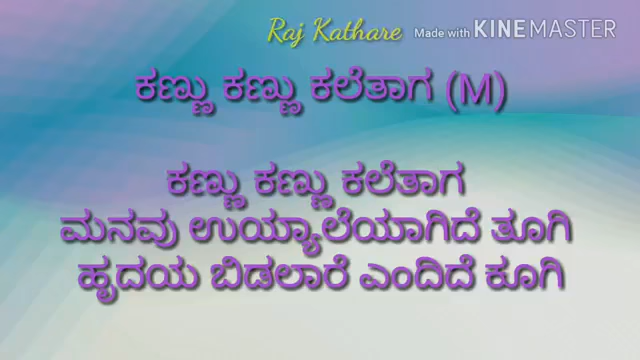 Raj Kathare Made with KINEMASTER
ಕಣ್ಣು ಕಣ್ಣು ಕಲೆತಾಗ (M)
ಕಣ್ಣು ಕಣ್ಣು ಕಲೆತಾಗ
ಮನವು ಉಯ್ಯಾಲೆಯಾಗಿದೆ ತೂಗಿ
ಹೃದಯ ಬಿಡಲಾರೆ ಎಂದಿದೆ ಕೂಗಿ